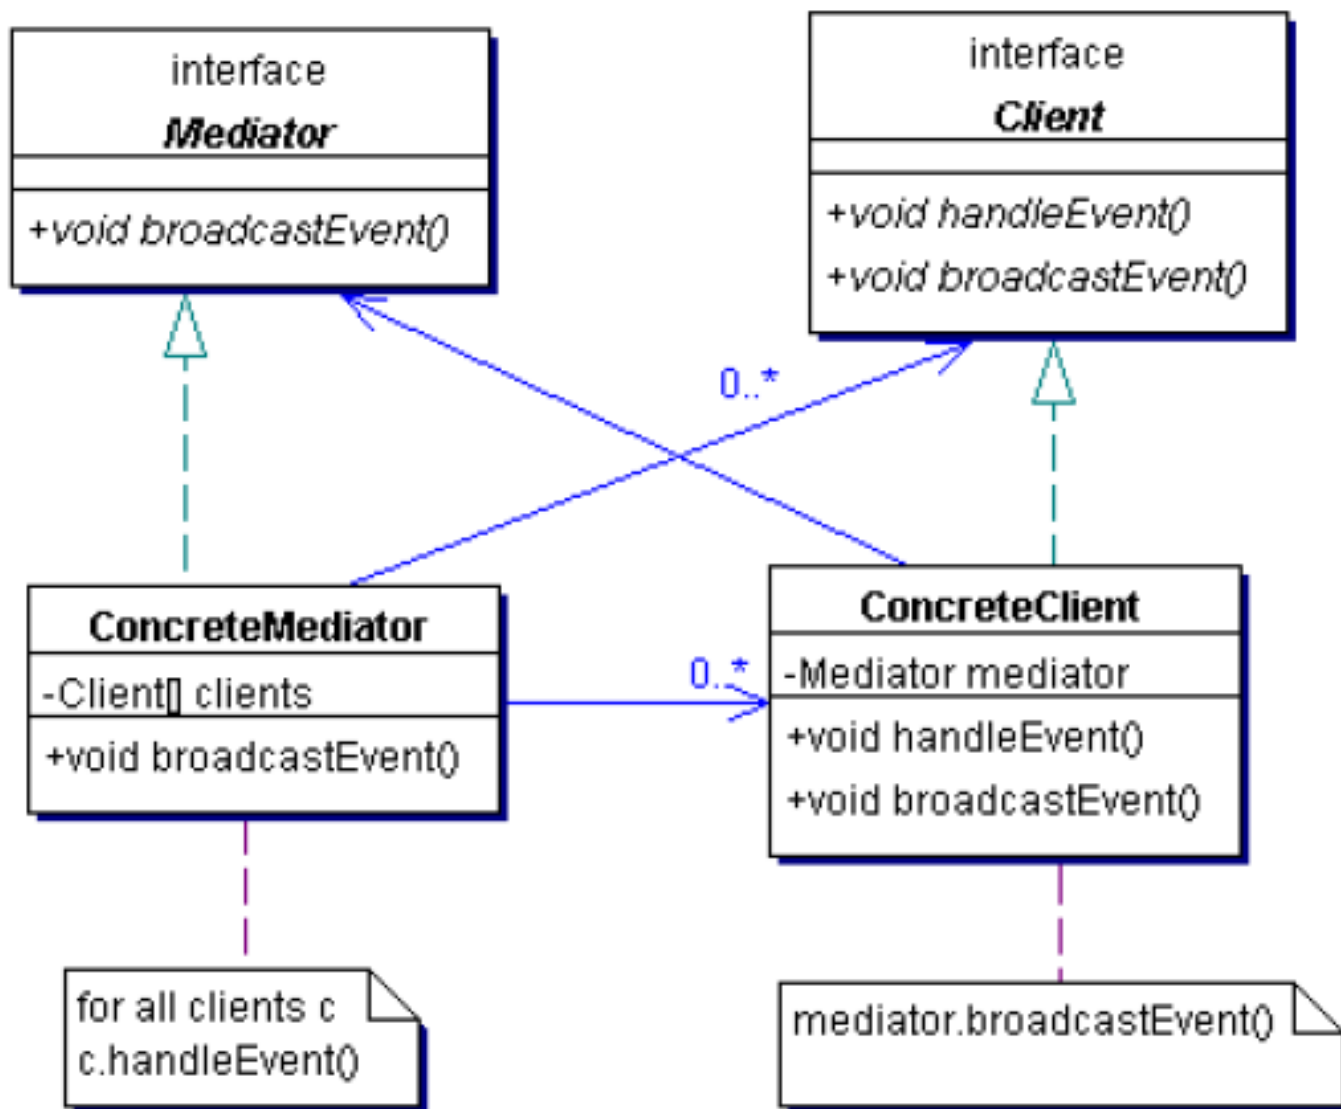 interface
Mediator
+void broadcastEvent()
interface
Client
+void handleEvent()
+void broadcastEvent()
0..*
ConcreteMediator
-Client[] clients
+void broadcastEvent()
0..*
ConcreteClient
-Mediator mediator
+void handleEvent()
+void broadcastEvent()
for all clients c
c.handleEvent()
mediator.broadcastEvent()